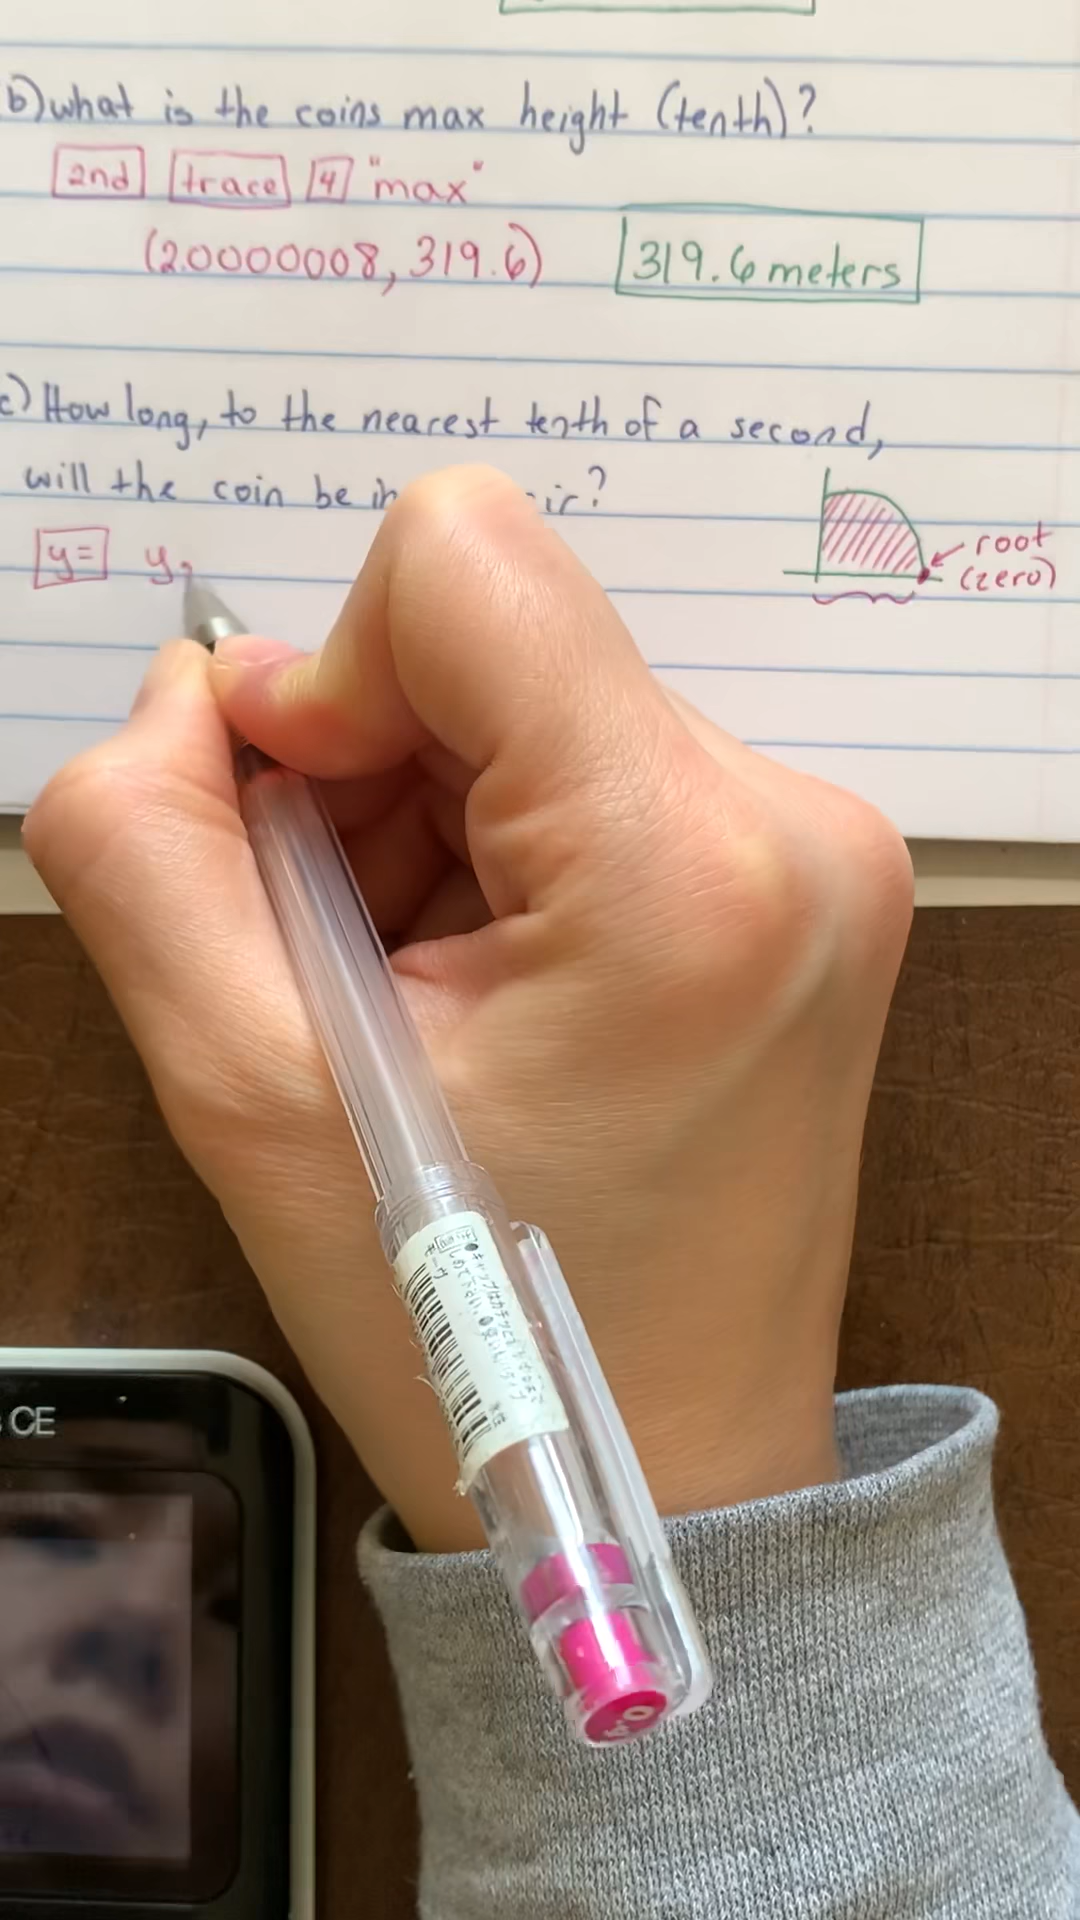 b) what is the coins max height (tenth)?
2nd trace 4 "max"
(2.0000008, 319.6) 319.6 meters
c) How long, to the nearest tenth of a second,
will the coin be in ir?
y= y
root
(zero)
CE